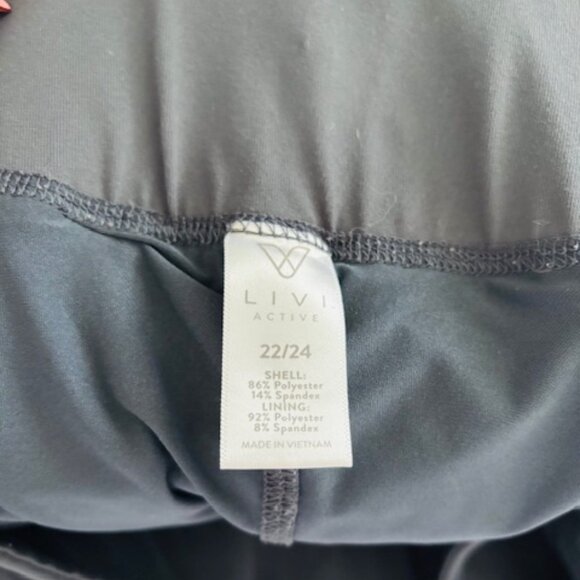 LIVI
ACTIVE
22/24
SHELL:
86% Polyester
14% Spandex
LINING:
92% Polyester
8% Spandex
MADE IN VIETNAM